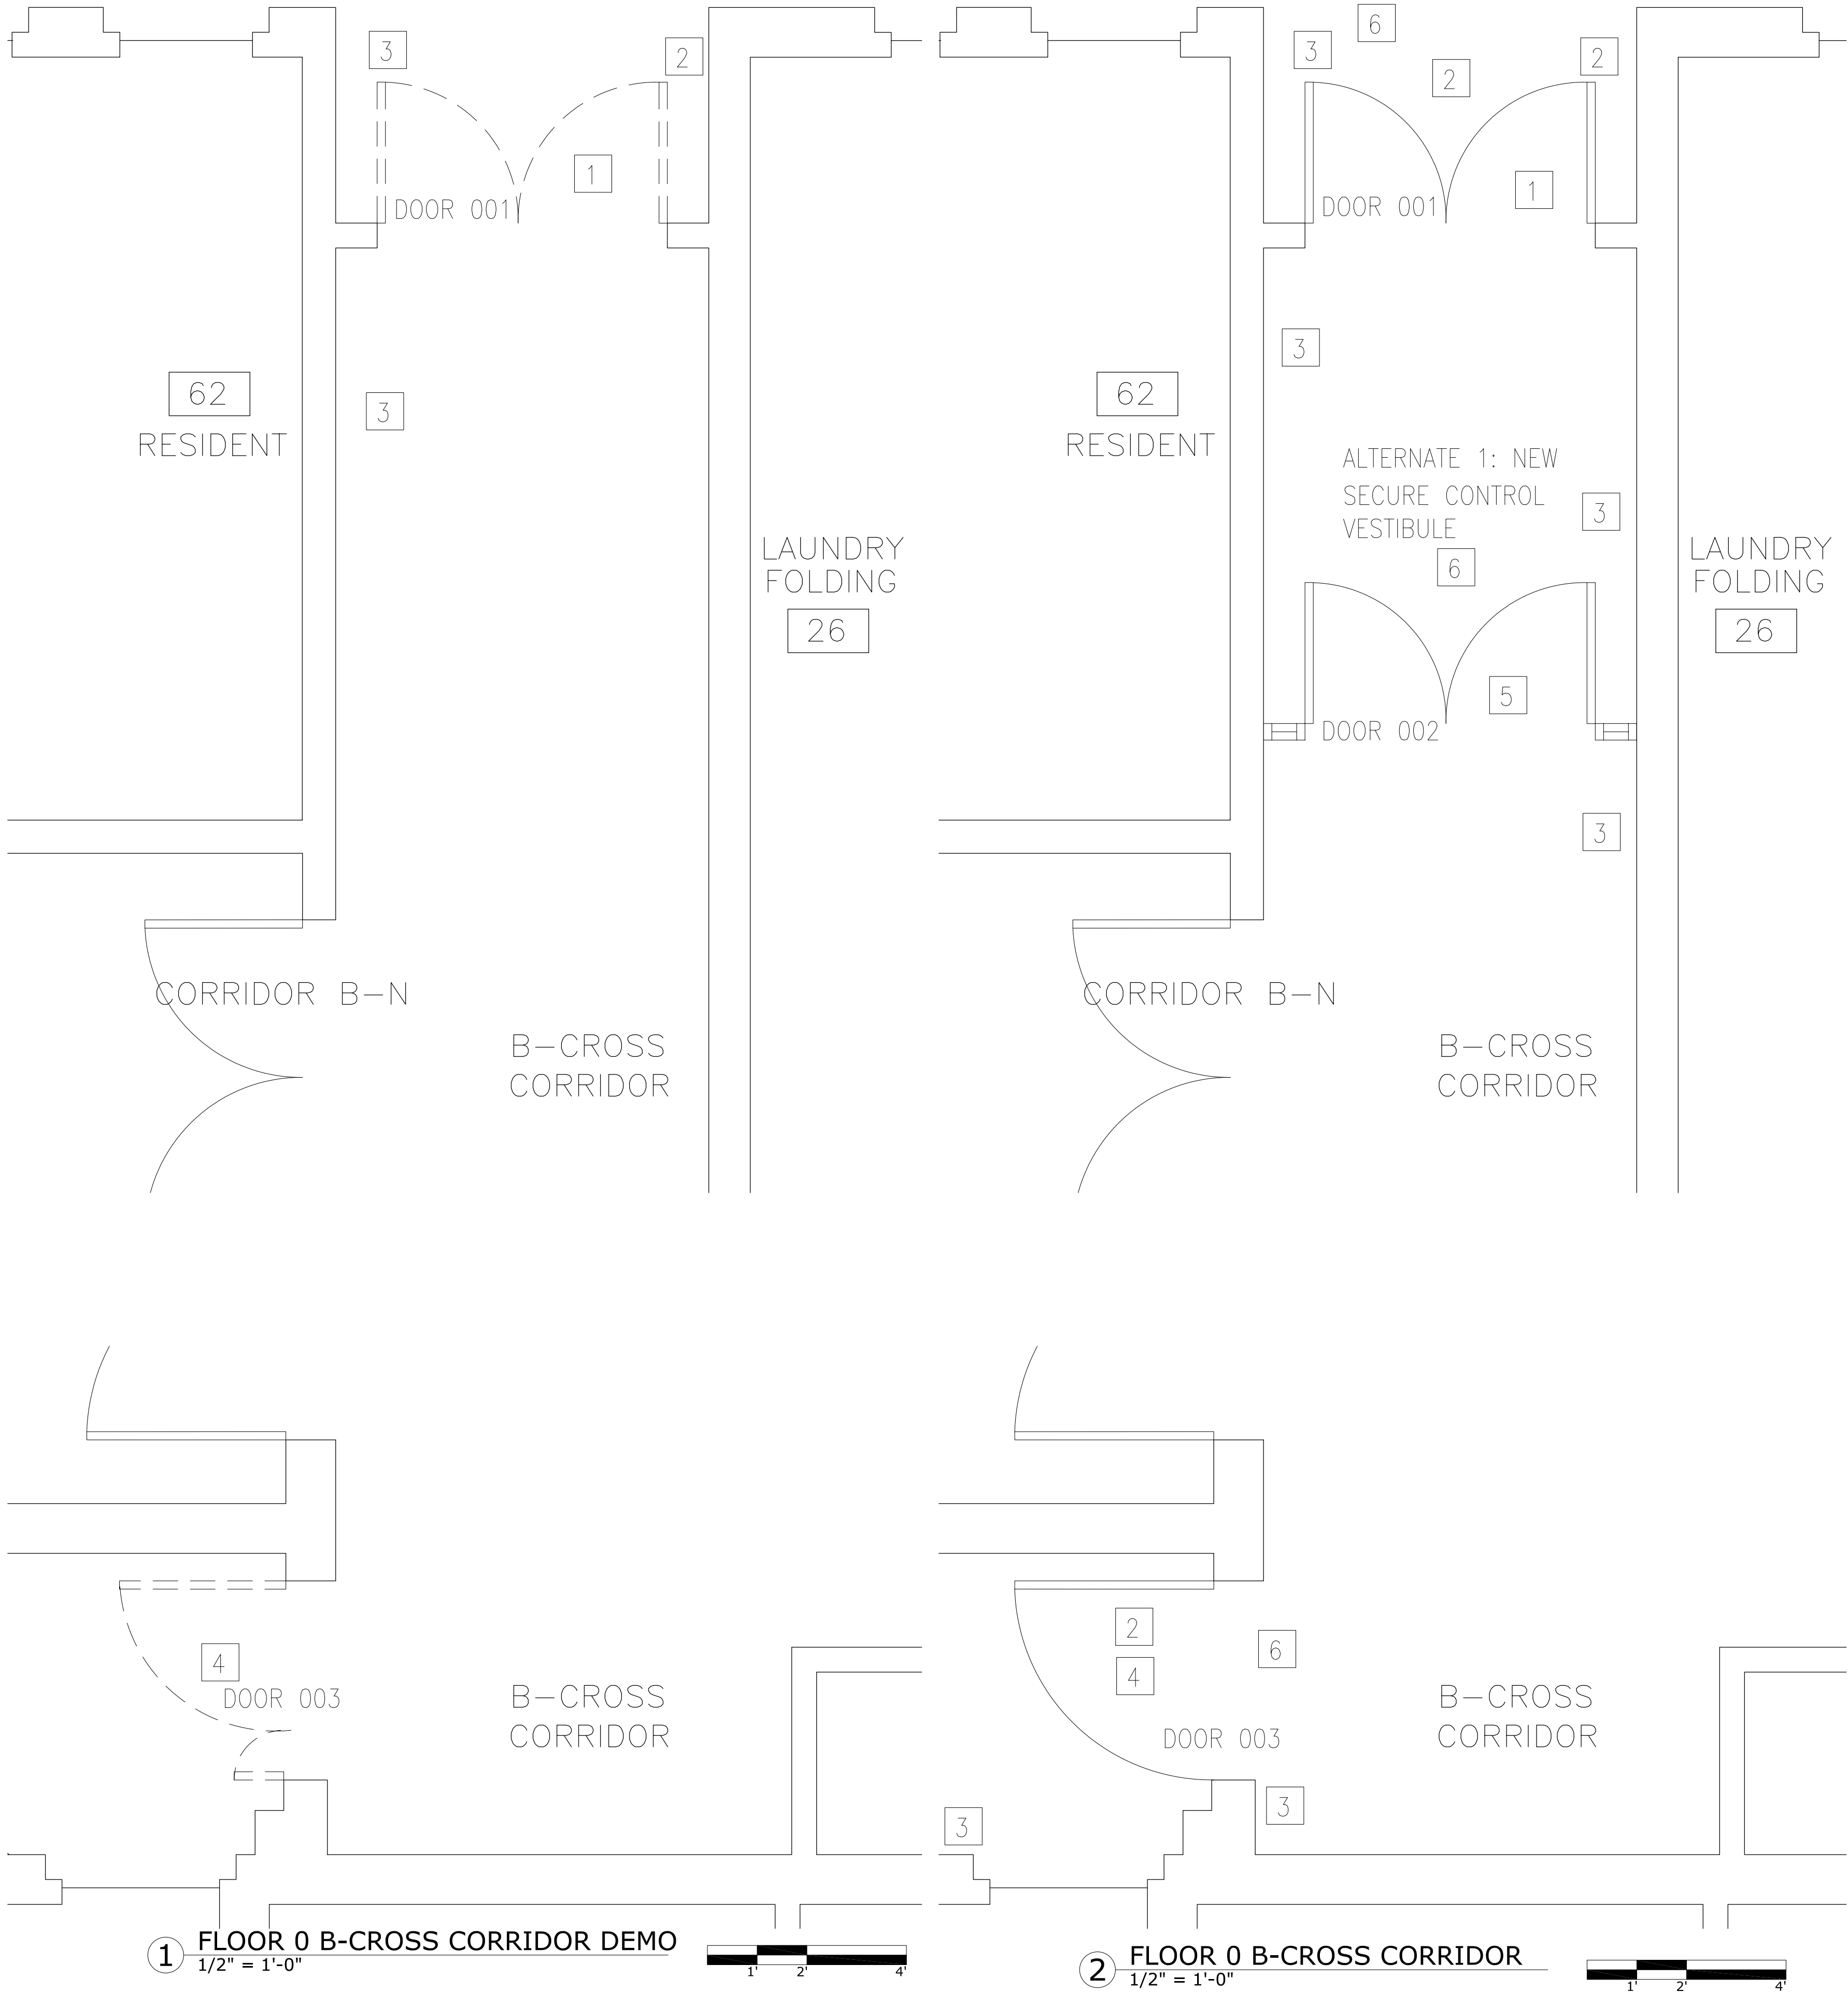 3
2
1
DOOR 001
62
RESIDENT
3
LAUNDRY
FOLDING
26
CORRIDOR B-N
B-CROSS
CORRIDOR
4
DOOR 003
B-CROSS
CORRIDOR
1 FLOOR 0 B-CROSS CORRIDOR DEMO
1/2" = 1'-0"
1' 2' 4'
6
3
2
2
1
DOOR 001
3
62
RESIDENT
ALTERNATE 1: NEW
SECURE CONTROL
VESTIBULE
3
6
LAUNDRY
FOLDING
26
5
DOOR 002
3
CORRIDOR B-N
B-CROSS
CORRIDOR
2
6
4
DOOR 003
B-CROSS
CORRIDOR
3
3
2 FLOOR 0 B-CROSS CORRIDOR
1/2" = 1'-0"
1' 2' 4'